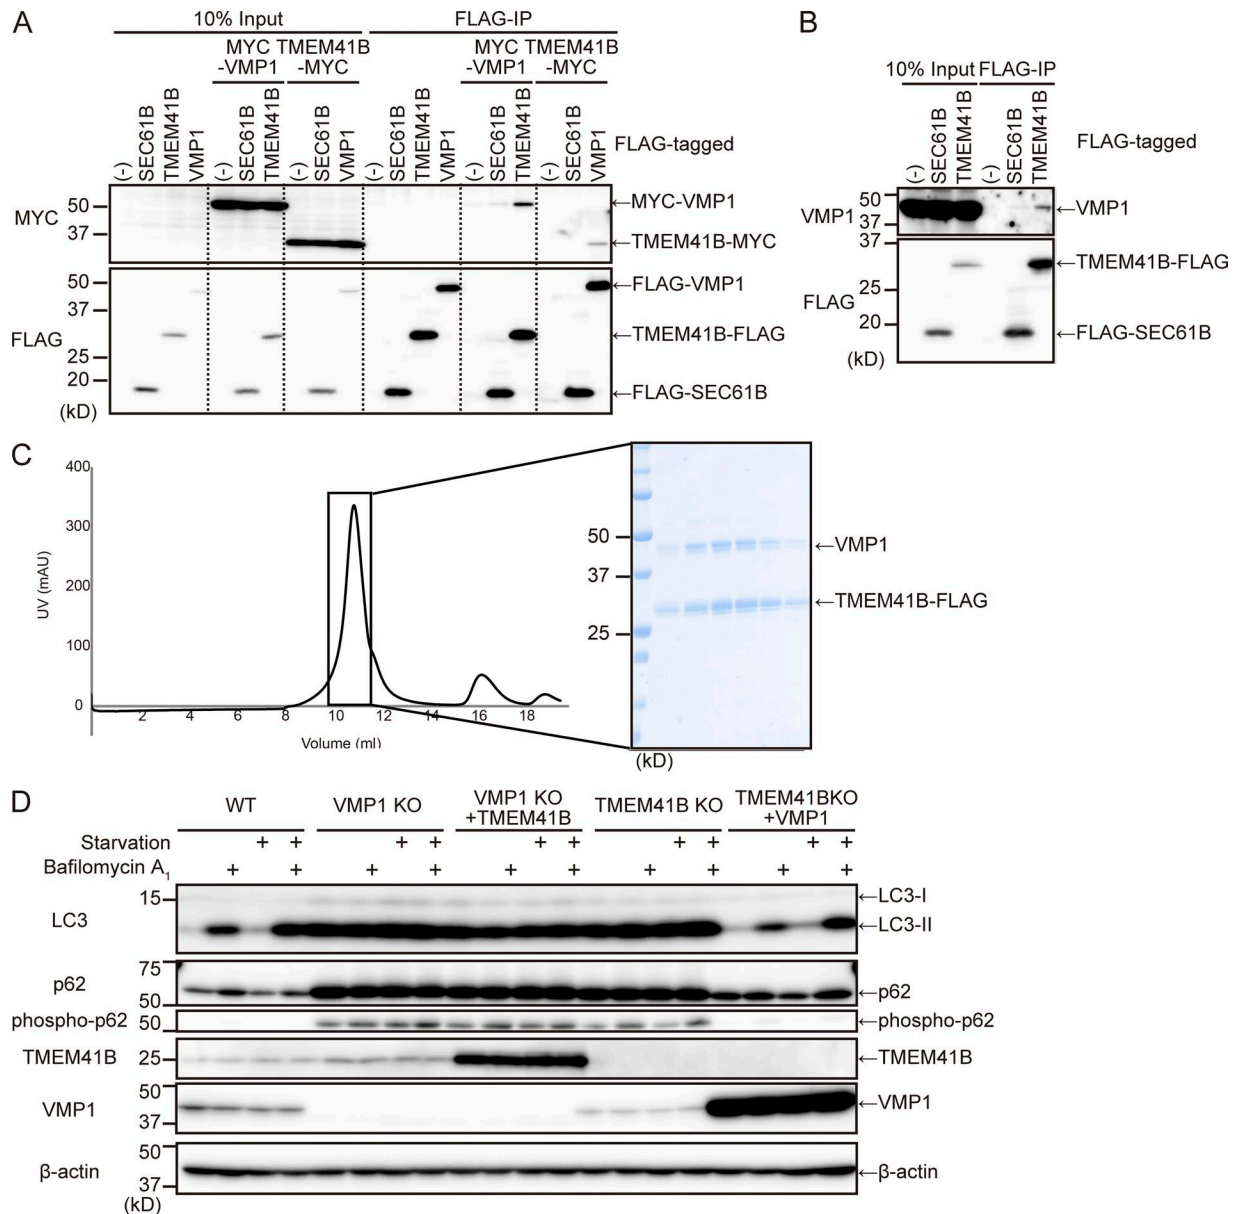 A
10% Input
FLAG-IP
MYC
-VMP1
TMEM41B
-MYC
MYC
-VMP1
TMEM41B
-MYC
(-)
SEC61B
TMEM41B
VMP1
(-)
SEC61B
TMEM41B
(-)
SEC61B
VMP1
(-)
SEC61B
TMEM41B
VMP1
(-)
SEC61B
TMEM41B
(-)
SEC61B
VMP1
FLAG-tagged
MYC
50
37
←MYC-VMP1
←TMEM41B-MYC
FLAG
50
37
25
20
(kD)
←FLAG-VMP1
←TMEM41B-FLAG
←FLAG-SEC61B
B
10% Input FLAG-IP
(-)
SEC61B
TMEM41B
(-)
SEC61B
TMEM41B
FLAG-tagged
VMP1
50
37
←VMP1
FLAG
37
25
20
(kD)
←TMEM41B-FLAG
←FLAG-SEC61B
C
400
300
200
100
0
UV (mAU)
2 4 6 8 10 12 14 16 18
Volume (ml)
50
37
25
(kD)
←VMP1
←TMEM41B-FLAG
D
WT
VMP1 KO
VMP1 KO
+TMEM41B
TMEM41B KO
TMEM41BKO
+VMP1
Starvation + + + + + + + + + +
Bafilomycin A1 + + + + + + + + + +
LC3
15
←LC3-I
←LC3-II
p62
75
50
←p62
phospho-p62 50 ←phospho-p62
TMEM41B 25 ←TMEM41B
VMP1
50
37
←VMP1
β-actin
50
37
←β-actin
(kD)